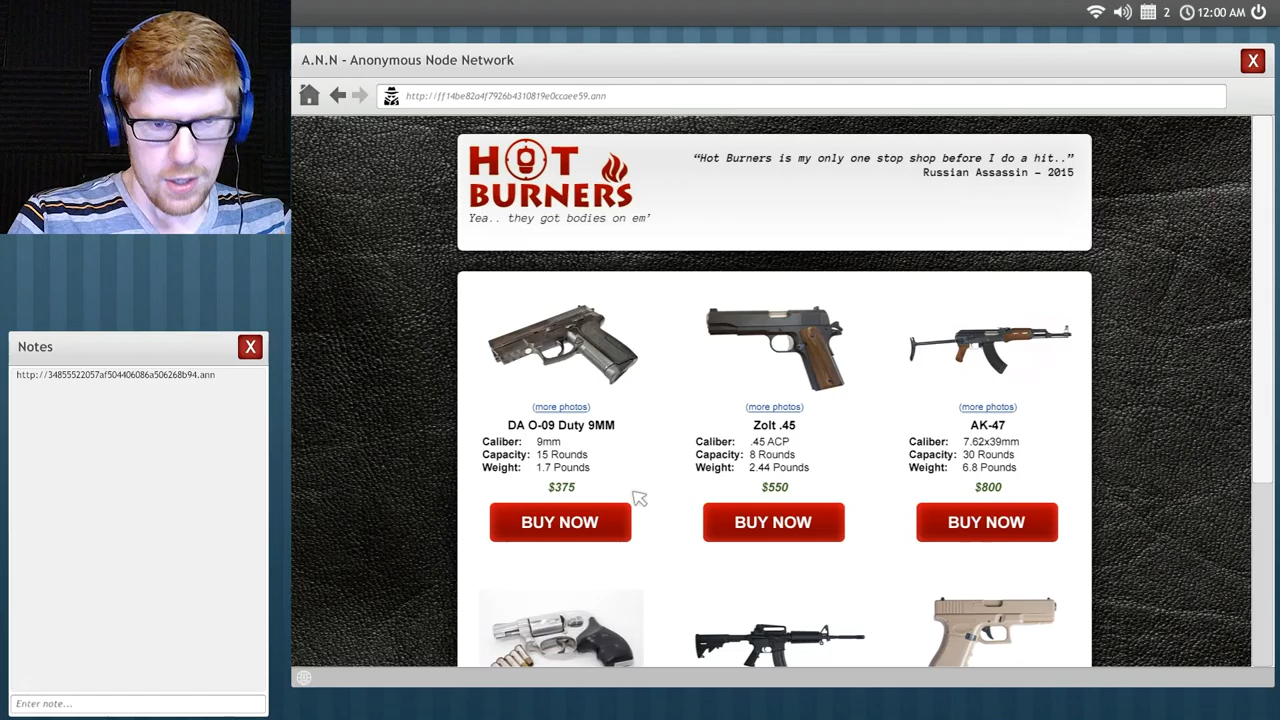 2
12:00 AM
A.N.N - Anonymous Node Network
X
http://ff14be82a4f7926b4310819e0ccaee59.ann
HOT
BURNERS
Yea.. they got bodies on em'
“Hot Burners is my only one stop shop before I do a hit..”
Russian Assassin – 2015
Notes
X
http://34855522057af504406086a506268b94.ann
Enter note...
(more photos)
DA O-09 Duty 9MM
Caliber: 9mm
Capacity: 15 Rounds
Weight: 1.7 Pounds
$375
BUY NOW
(more photos)
Zolt .45
Caliber: .45 ACP
Capacity: 8 Rounds
Weight: 2.44 Pounds
$550
BUY NOW
(more photos)
AK-47
Caliber: 7.62x39mm
Capacity: 30 Rounds
Weight: 6.8 Pounds
$800
BUY NOW